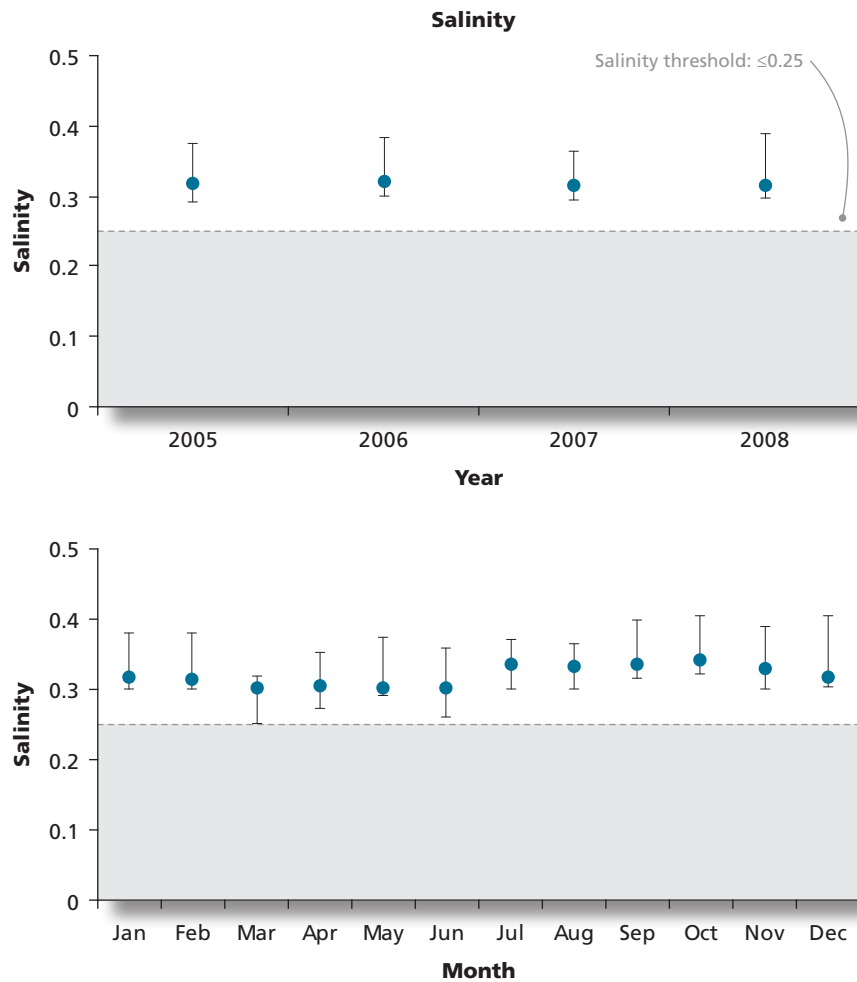 Salinity
0.5
Salinity threshold: ≤0.25
0.4
0.3
0.2
0.1
0
Salinity
2005 2006 2007 2008
Year
0.5
0.4
0.3
0.2
0.1
0
Salinity
Jan Feb Mar Apr May Jun Jul Aug Sep Oct Nov Dec
Month